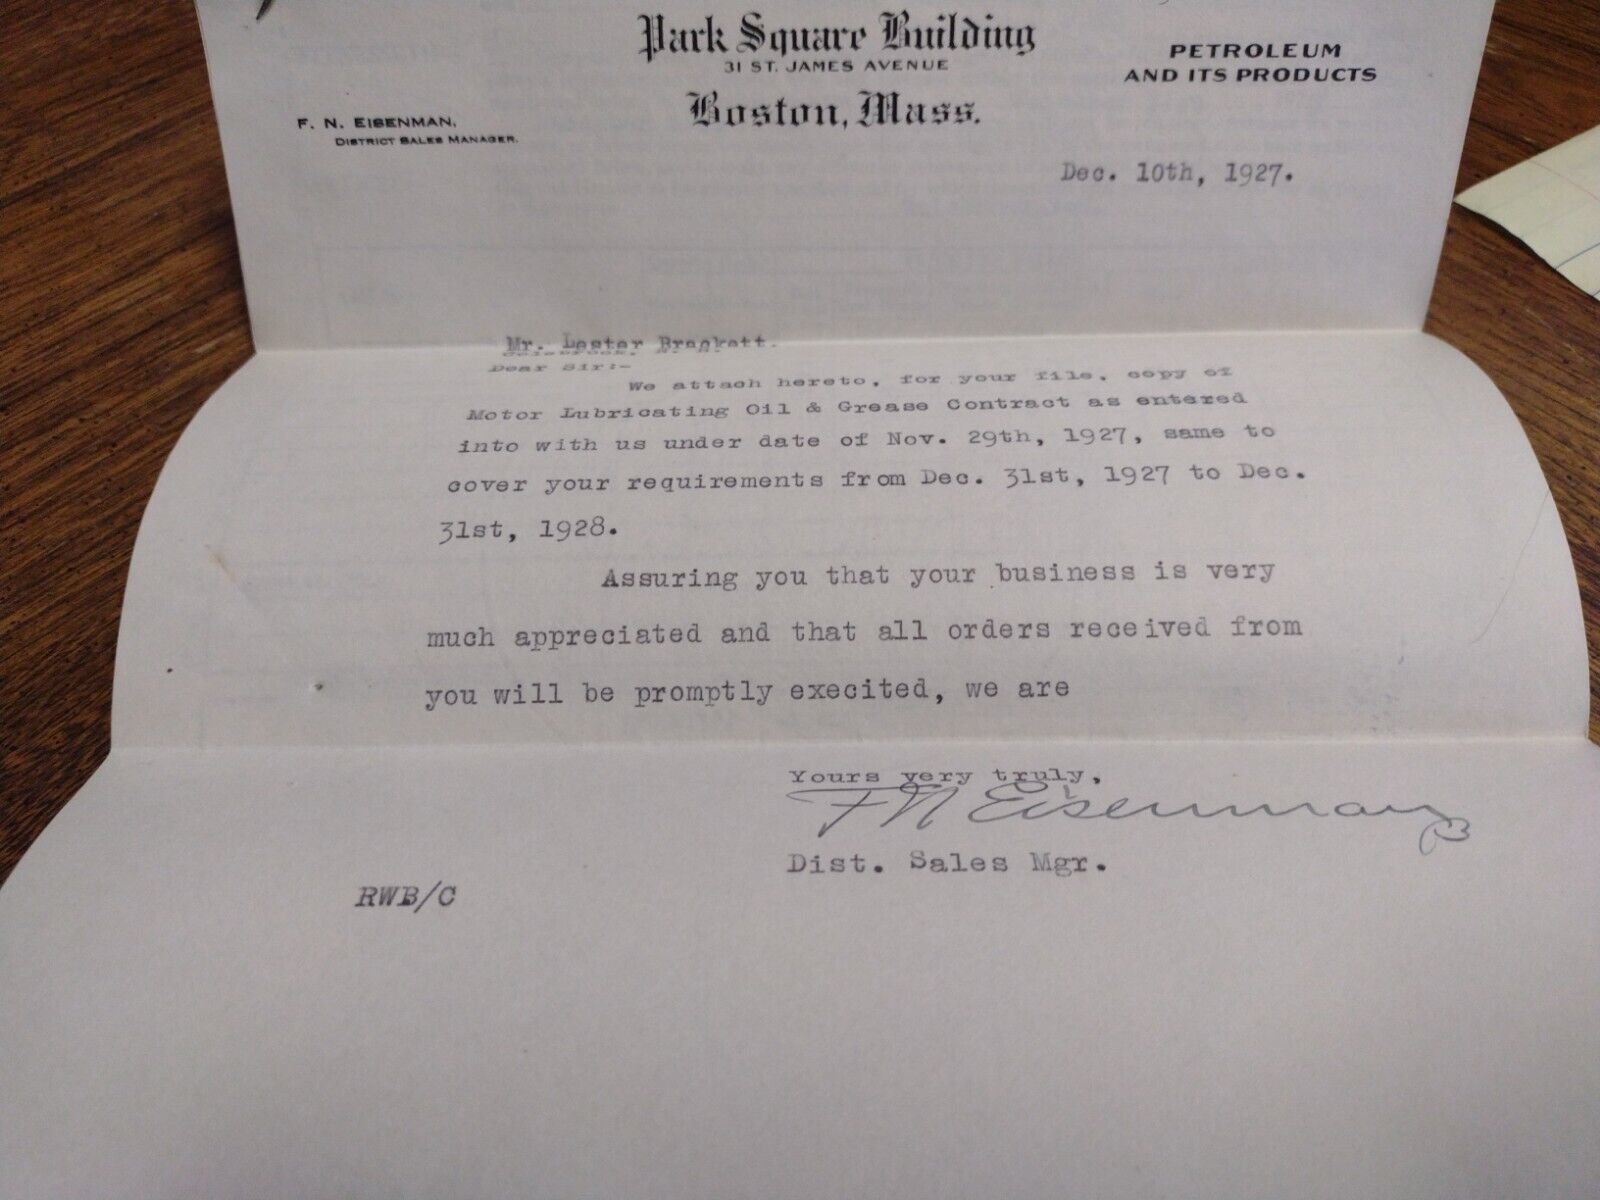 Park Square Building
31 ST. JAMES AVENUE
Boston, Mass.
PETROLEUM
AND ITS PRODUCTS
F. N. EISENMAN,
DISTRICT SALES MANAGER.
Dec. 10th, 1927.
Mr. Lester Brackett.
Colebrook, N. H.
Dear Sir:-
We attach hereto, for your file, copy of
Motor Lubricating Oil & Grease Contract as entered
into with us under date of Nov. 29th, 1927, same to
cover your requirements from Dec. 31st, 1927 to Dec.
31st, 1928.
Assuring you that your business is very
much appreciated and that all orders received from
you will be promptly execited, we are
Yours very truly,
F N Eisenman
Dist. Sales Mgr.
RWB/C